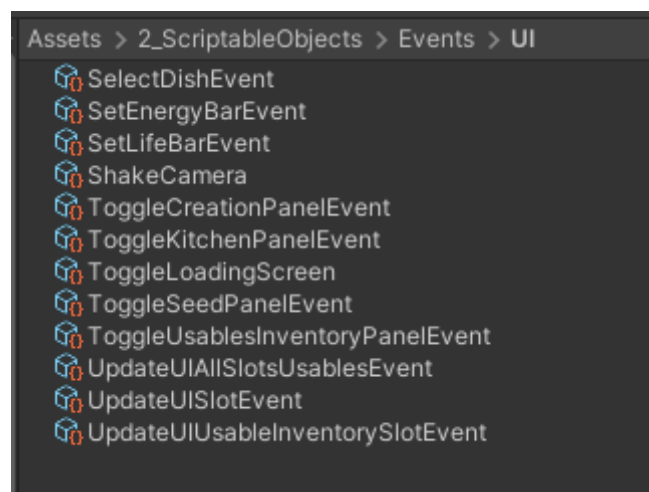 Assets > 2_ScriptableObjects > Events > UI
SelectDishEvent
SetEnergyBarEvent
SetLifeBarEvent
ShakeCamera
ToggleCreationPanelEvent
ToggleKitchenPanelEvent
ToggleLoadingScreen
ToggleSeedPanelEvent
ToggleUsablesInventoryPanelEvent
UpdateUIAllSlotsUsablesEvent
UpdateUISlotEvent
UpdateUIUsableInventorySlotEvent